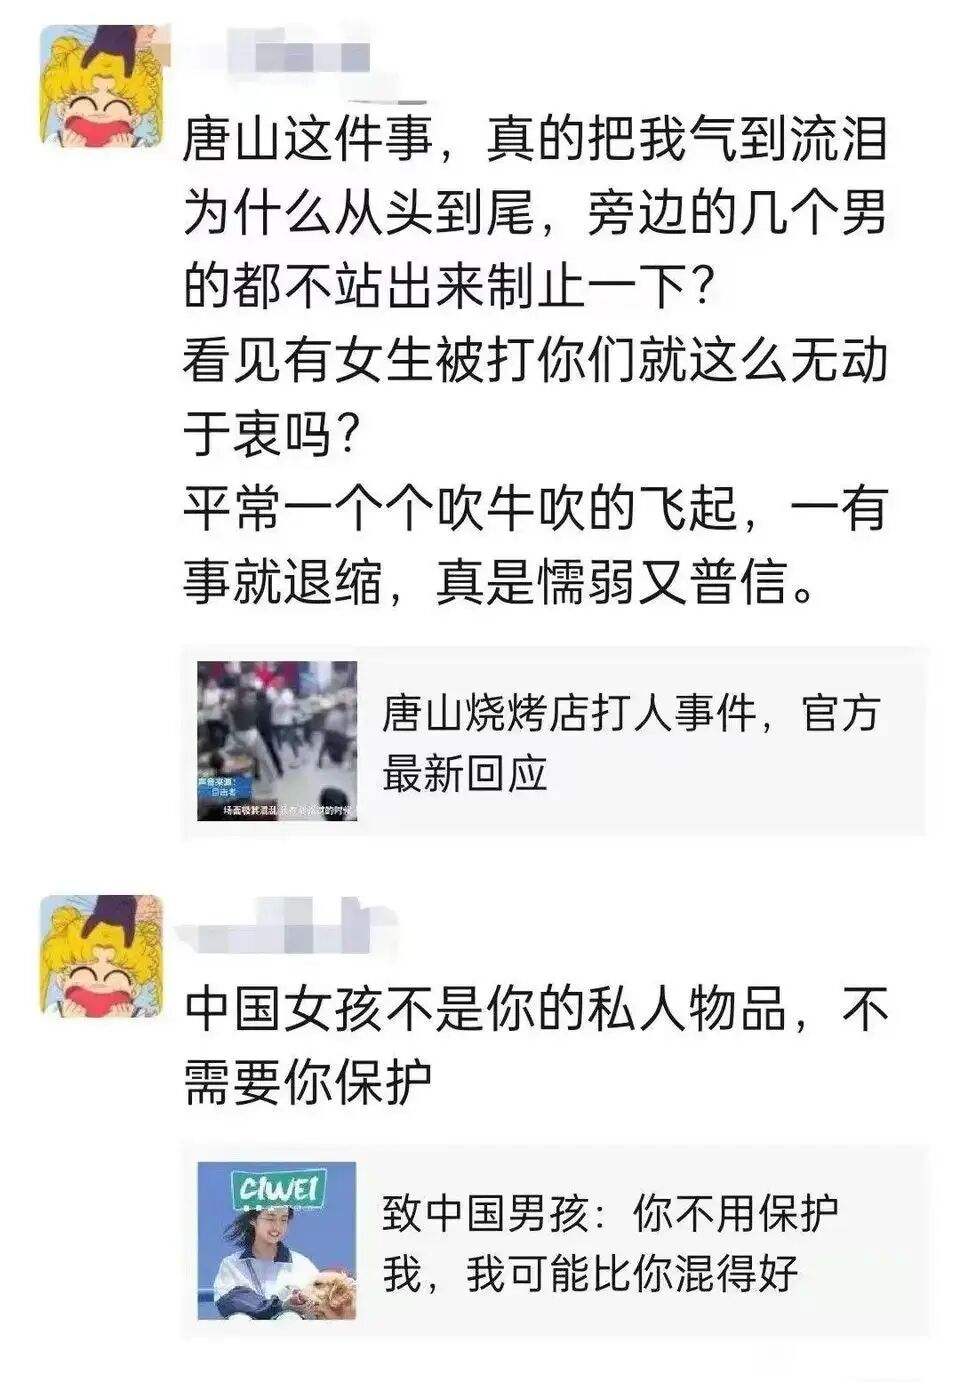 唐山这件事，真的把我气到流泪
为什么从头到尾，旁边的几个男
的都不站出来制止一下？
看见有女生被打你们就这么无动
于衷吗？
平常一个个吹牛吹的飞起，一有
事就退缩，真是懦弱又普信。
唐山烧烤店打人事件，官方
最新回应
声音来源：
目击者
中国女孩不是你的私人物品，不
需要你保护
CIWEI
致中国男孩：你不用保护
我，我可能比你混得好